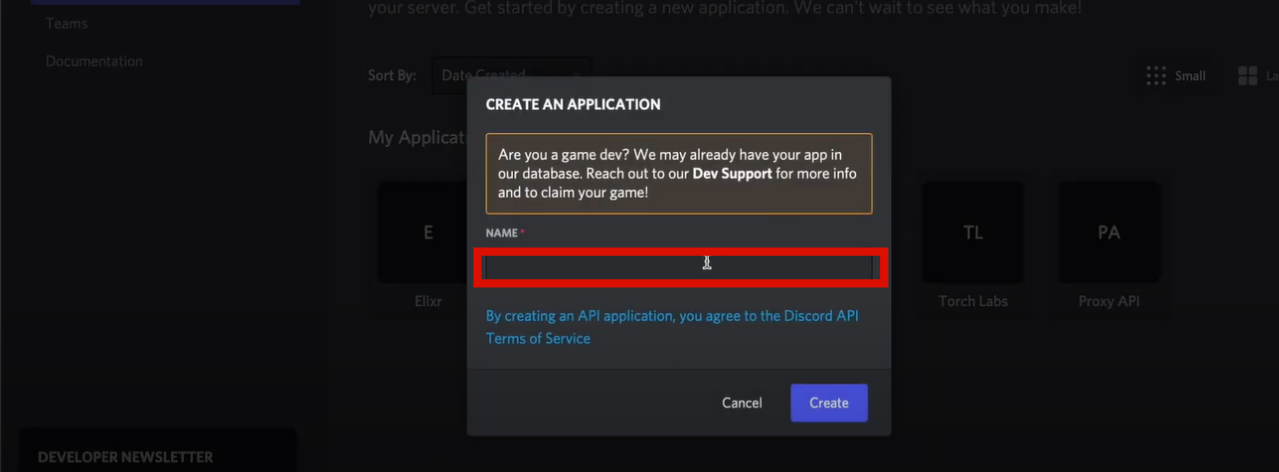 your server. Get started by creating a new application. We can't wait to see what you make!
Teams
Documentation
Sort By:
Date Created
Small
La
CREATE AN APPLICATION
My Applicat
Are you a game dev? We may already have your app in
our database. Reach out to our Dev Support for more info
and to claim your game!
NAME *
E
TL
PA
Elixr
Torch Labs
Proxy API
By creating an API application, you agree to the Discord API
Terms of Service
Cancel
Create
DEVELOPER NEWSLETTER